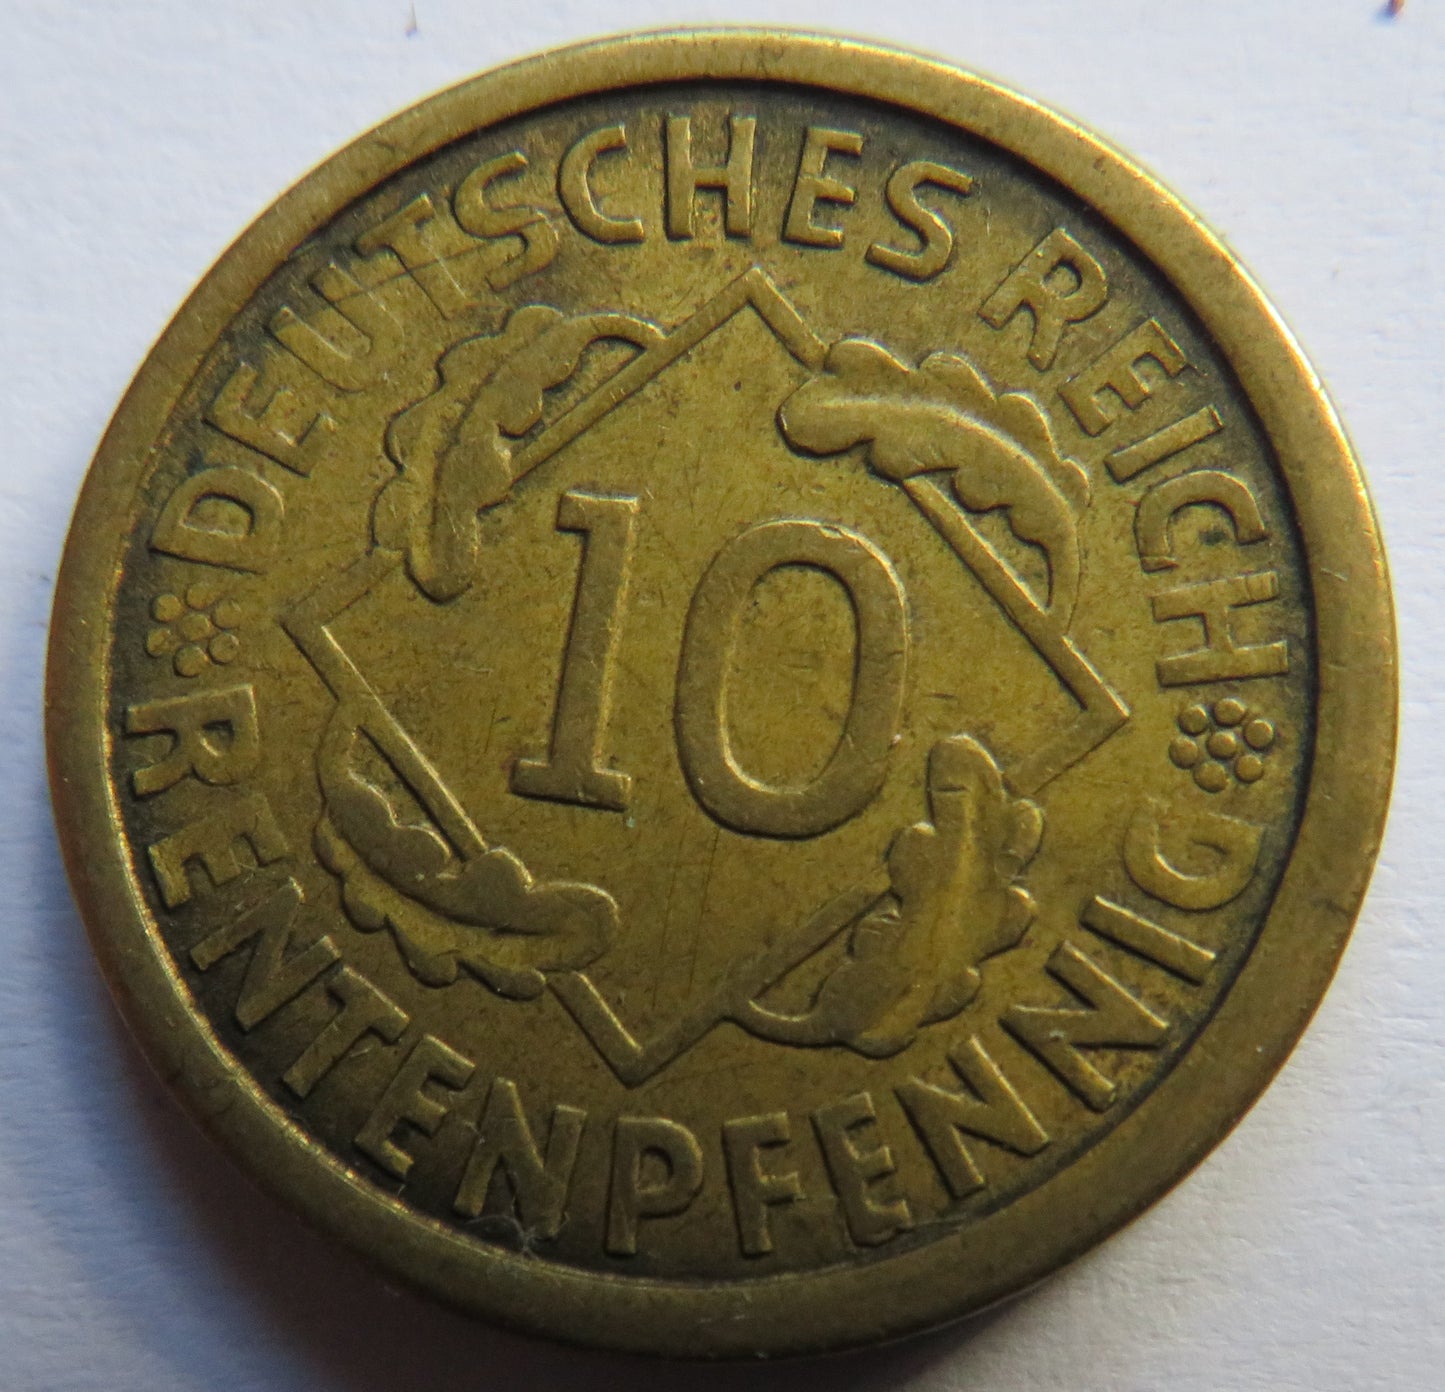 DEUTSCHES REICH
10
RENTENPFENNIG